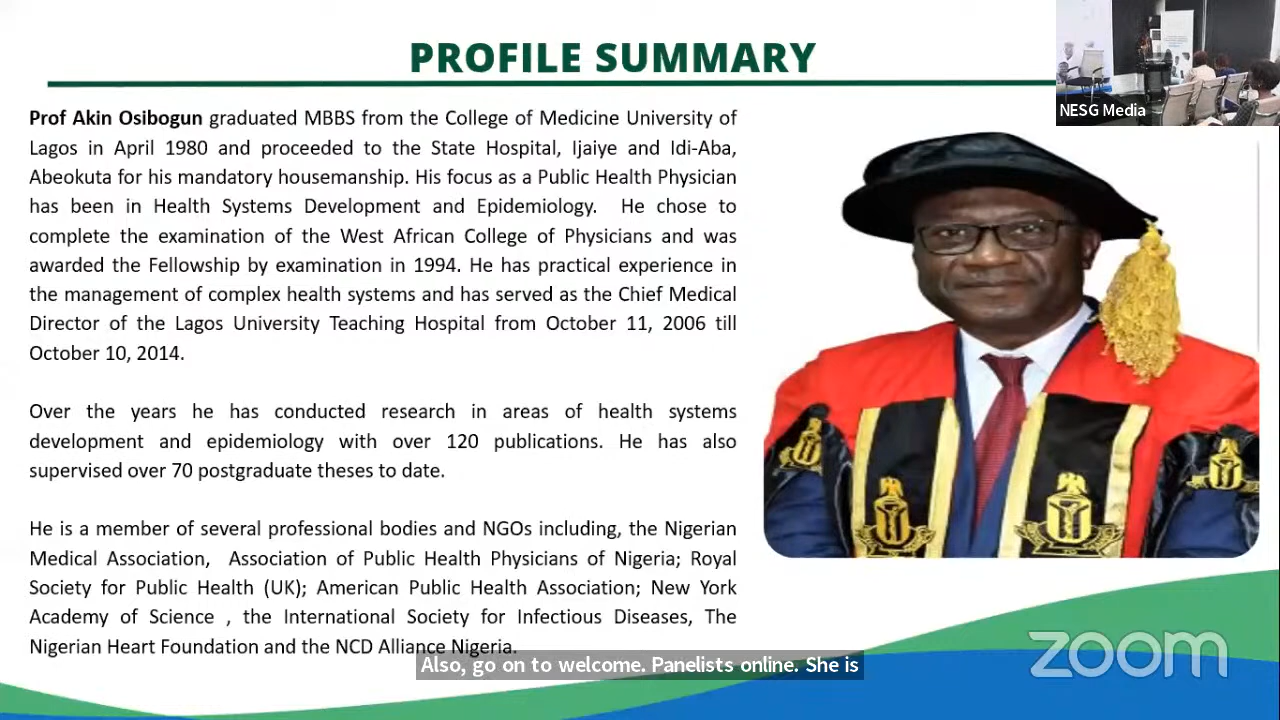 PROFILE SUMMARY
NESG Media
Prof Akin Osibogun graduated MBBS from the College of Medicine University of
Lagos in April 1980 and proceeded to the State Hospital, Ijaiye and Idi-Aba,
Abeokuta for his mandatory housemanship. His focus as a Public Health Physician
has been in Health Systems Development and Epidemiology. He chose to
complete the examination of the West African College of Physicians and was
awarded the Fellowship by examination in 1994. He has practical experience in
the management of complex health systems and has served as the Chief Medical
Director of the Lagos University Teaching Hospital from October 11, 2006 till
October 10, 2014.
Over the years he has conducted research in areas of health systems
development and epidemiology with over 120 publications. He has also
supervised over 70 postgraduate theses to date.
He is a member of several professional bodies and NGOs including, the Nigerian
Medical Association, Association of Public Health Physicians of Nigeria; Royal
Society for Public Health (UK); American Public Health Association; New York
Academy of Science , the International Society for Infectious Diseases, The
Nigerian Heart Foundation and the NCD Alliance Nigeria.
Also, go on to welcome. Panelists online. She is
zoom